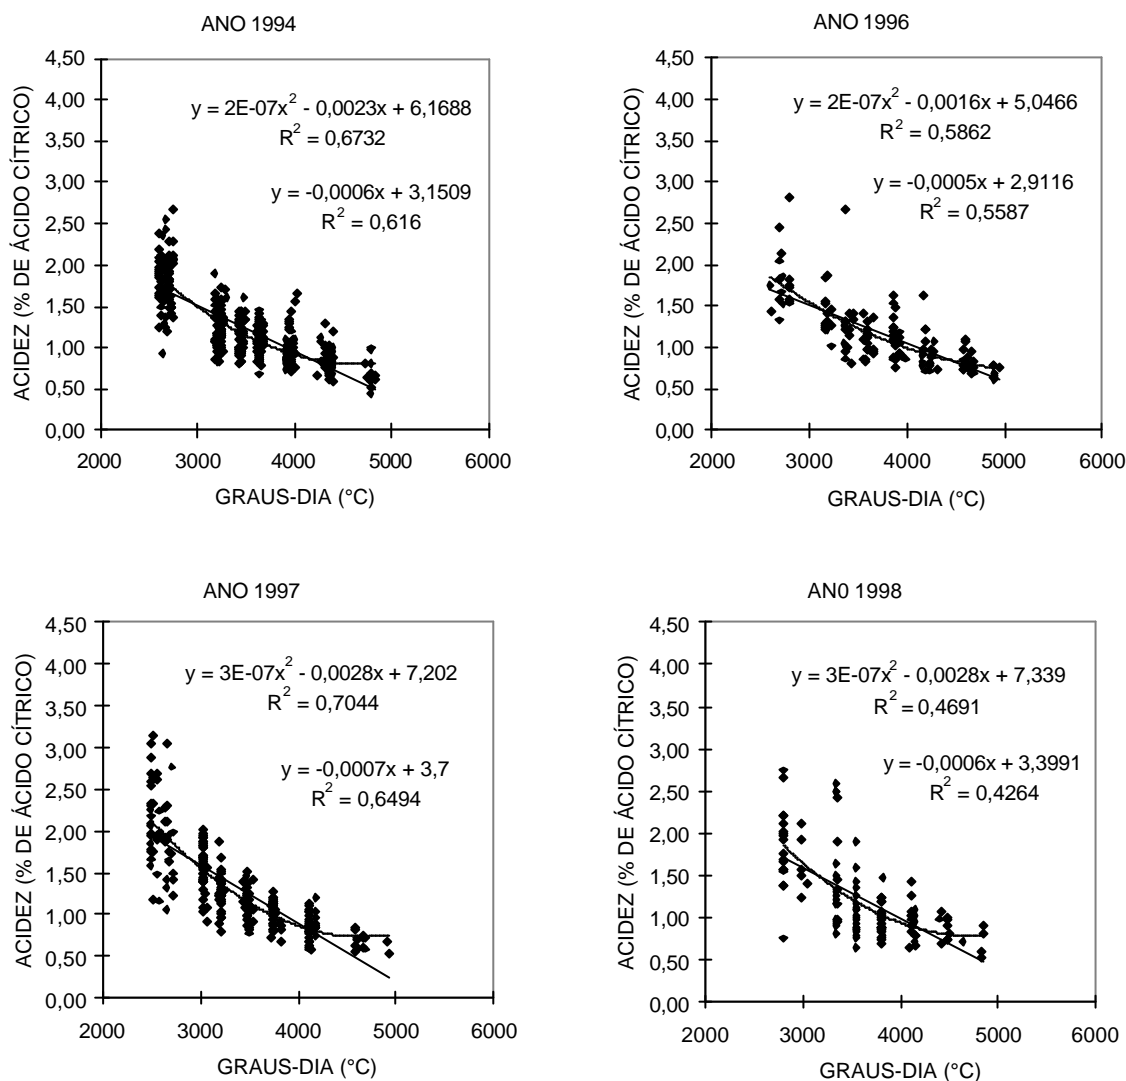 ANO 1994
ACIDEZ (% DE ÁCIDO CÍTRICO)
4,50
4,00
3,50
3,00
2,50
2,00
1,50
1,00
0,50
0,00
y = 2E-07x² - 0,0023x + 6,1688
R² = 0,6732
y = -0,0006x + 3,1509
R² = 0,616
2000 3000 4000 5000 6000
GRAUS-DIA (°C)
ANO 1996
ACIDEZ (% DE ÁCIDO CÍTRICO)
4,50
4,00
3,50
3,00
2,50
2,00
1,50
1,00
0,50
0,00
y = 2E-07x² - 0,0016x + 5,0466
R² = 0,5862
y = -0,0005x + 2,9116
R² = 0,5587
2000 3000 4000 5000 6000
GRAUS-DIA (°C)
ANO 1997
ACIDEZ (% DE ÁCIDO CÍTRICO)
4,50
4,00
3,50
3,00
2,50
2,00
1,50
1,00
0,50
0,00
y = 3E-07x² - 0,0028x + 7,202
R² = 0,7044
y = -0,0007x + 3,7
R² = 0,6494
2000 3000 4000 5000 6000
GRAUS-DIA (°C)
AN0 1998
ACIDEZ (% DE ÁCIDO CÍTRICO)
4,50
4,00
3,50
3,00
2,50
2,00
1,50
1,00
0,50
0,00
y = 3E-07x² - 0,0028x + 7,339
R² = 0,4691
y = -0,0006x + 3,3991
R² = 0,4264
2000 3000 4000 5000 6000
GRAUS-DIA (°C)